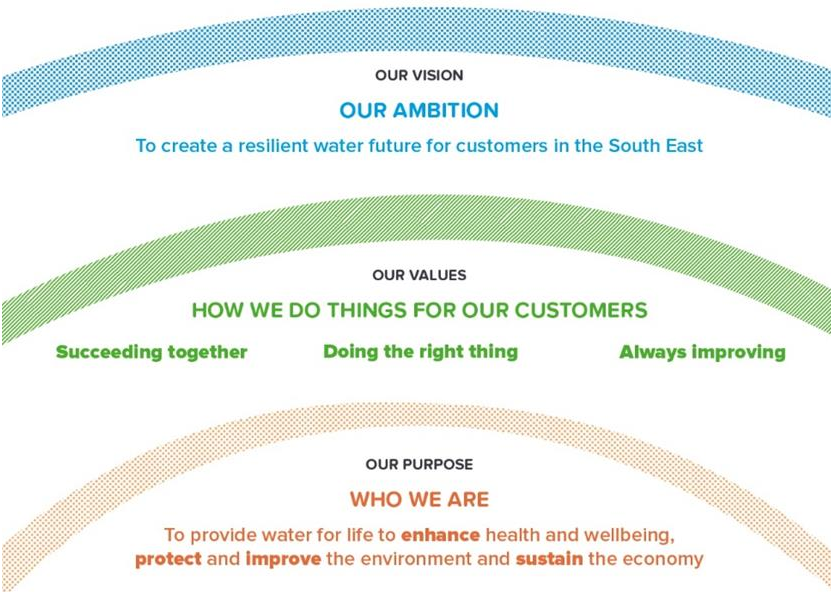 OUR VISION
OUR AMBITION
To create a resilient water future for customers in the South East
OUR VALUES
HOW WE DO THINGS FOR OUR CUSTOMERS
Succeeding together Doing the right thing Always improving
OUR PURPOSE
WHO WE ARE
To provide water for life to enhance health and wellbeing,
protect and improve the environment and sustain the economy